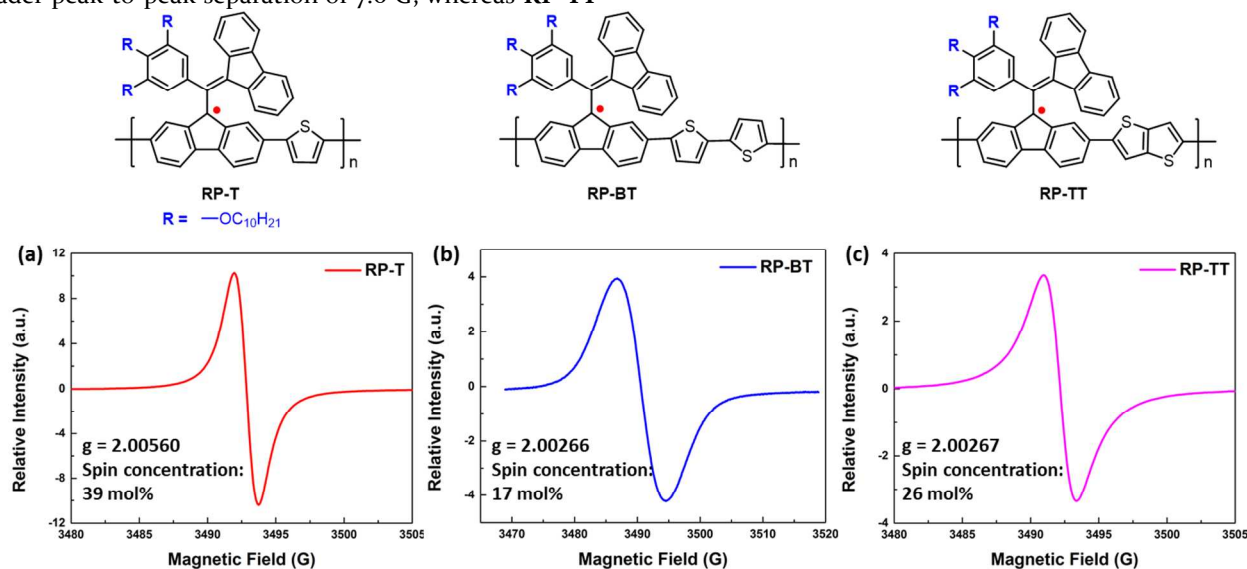 ader peak-to-peak separation of 7.6 G, whereas RP-TT
R R R
R R R
R R R
S n
S S n
S S n
RP-T
RP-BT
RP-TT
R = —OC10H21
(a) 12 8 4 0 -4 -8 -12
Relative Intensity (a.u.)
RP-T
g = 2.00560
Spin concentration:
39 mol%
3480 3485 3490 3495 3500 3505
Magnetic Field (G)
(b) 4 2 0 -2 -4
Relative Intensity (a.u.)
RP-BT
g = 2.00266
Spin concentration:
17 mol%
3470 3480 3490 3500 3510 3520
Magnetic Field (G)
(c) 4 2 0 -2 -4
Relative Intensity (a.u.)
RP-TT
g = 2.00267
Spin concentration:
26 mol%
3480 3485 3490 3495 3500 3505
Magnetic Field (G)